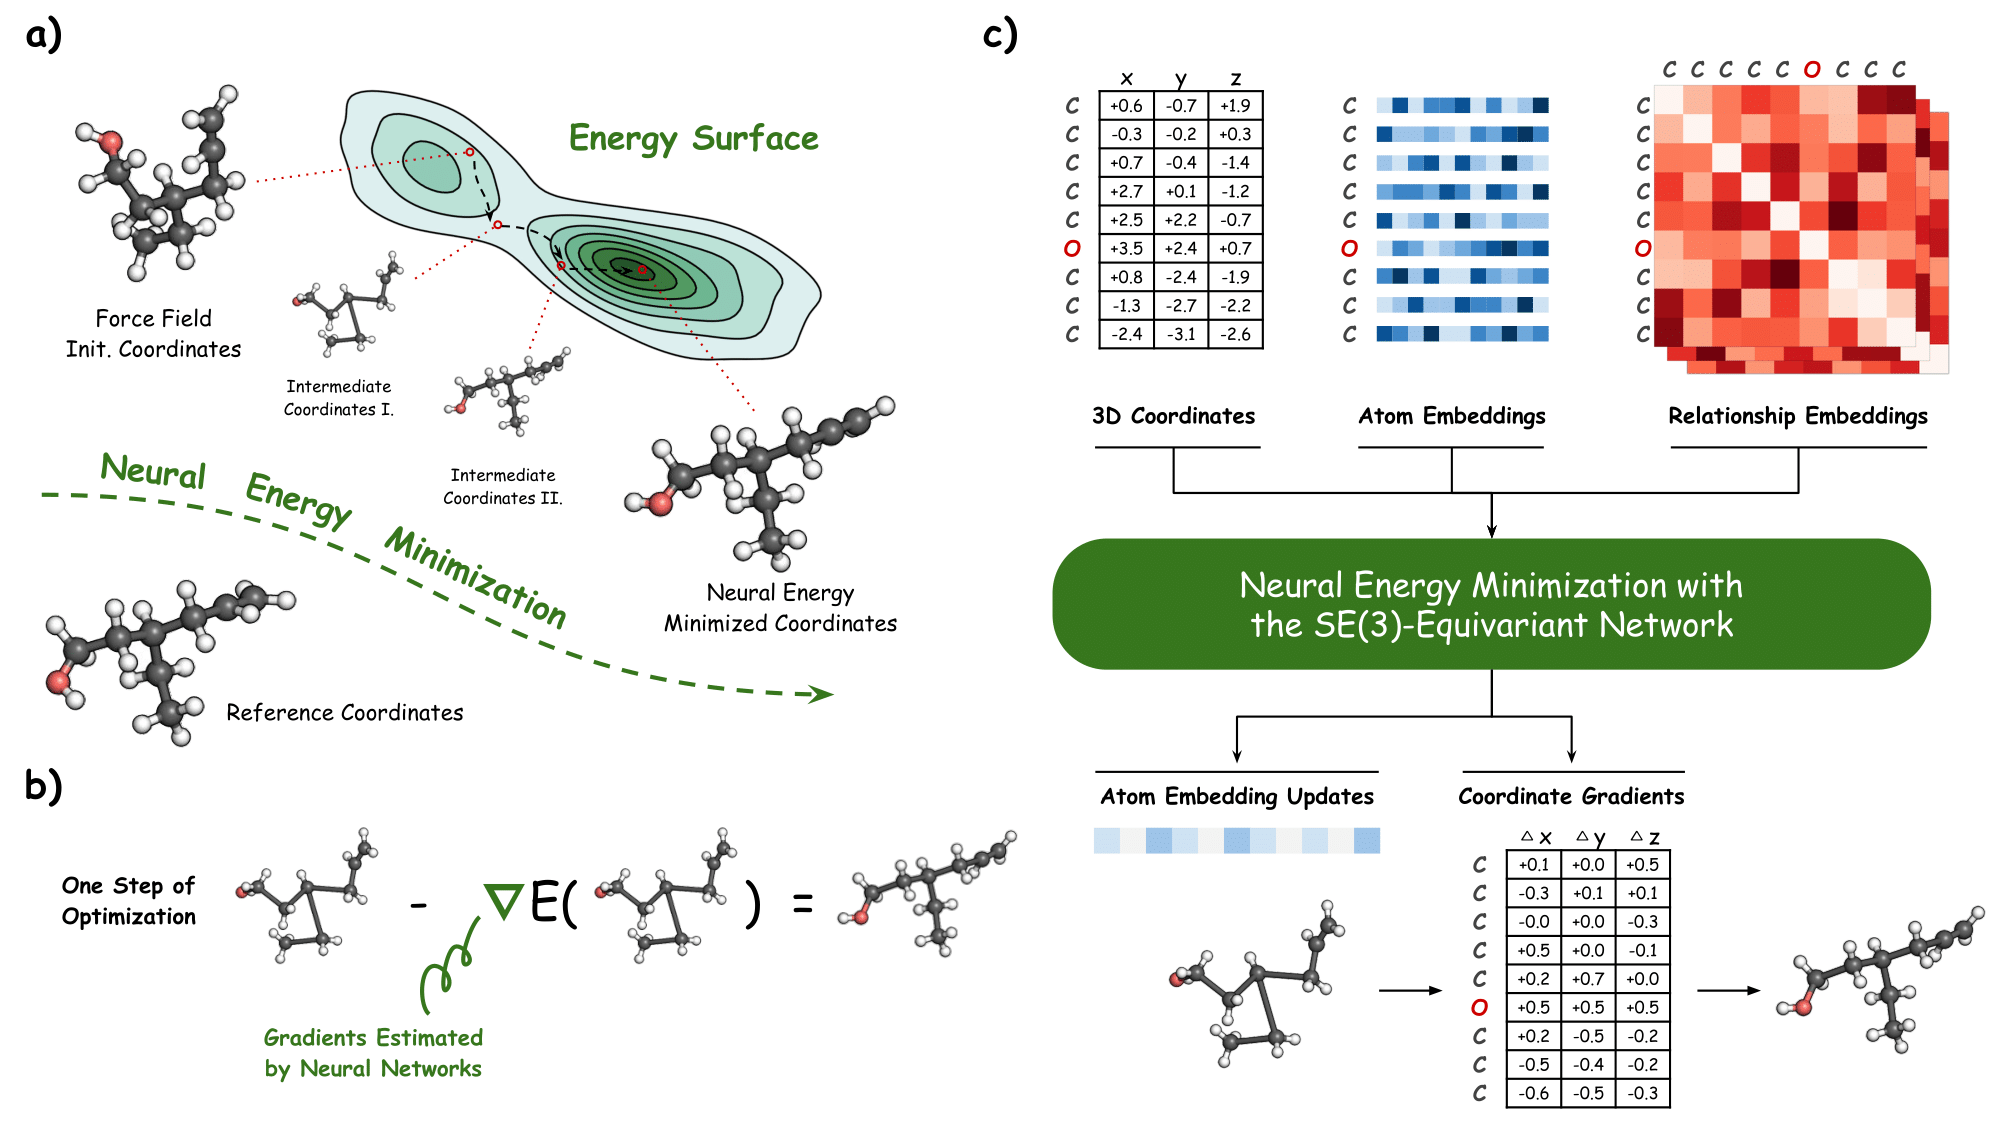 a)
Energy Surface
Force Field
Init. Coordinates
Intermediate
Coordinates I.
Intermediate
Coordinates II.
Neural Energy
Minimized Coordinates
Neural Energy Minimization
Reference Coordinates
b)
One Step of
Optimization
- ∇E( ) =
Gradients Estimated
by Neural Networks
c)
x y z
C +0.6 -0.7 +1.9
C -0.3 -0.2 +0.3
C +0.7 -0.4 -1.4
C +2.7 +0.1 -1.2
C +2.5 +2.2 -0.7
O +3.5 +2.4 +0.7
C +0.8 -2.4 -1.9
C -1.3 -2.7 -2.2
C -2.4 -3.1 -2.6
3D Coordinates
C
C
C
C
C
O
C
C
C
Atom Embeddings
C C C C C O C C C
C
C
C
C
C
O
C
C
C
Relationship Embeddings
Neural Energy Minimization with
the SE(3)-Equivariant Network
Atom Embedding Updates
Coordinate Gradients
△ x △ y △ z
C +0.1 +0.0 +0.5
C -0.3 +0.1 +0.1
C -0.0 +0.0 -0.3
C +0.5 +0.0 -0.1
C +0.2 +0.7 +0.0
O +0.5 +0.5 +0.5
C +0.2 -0.5 -0.2
C -0.5 -0.4 -0.2
C -0.6 -0.5 -0.3